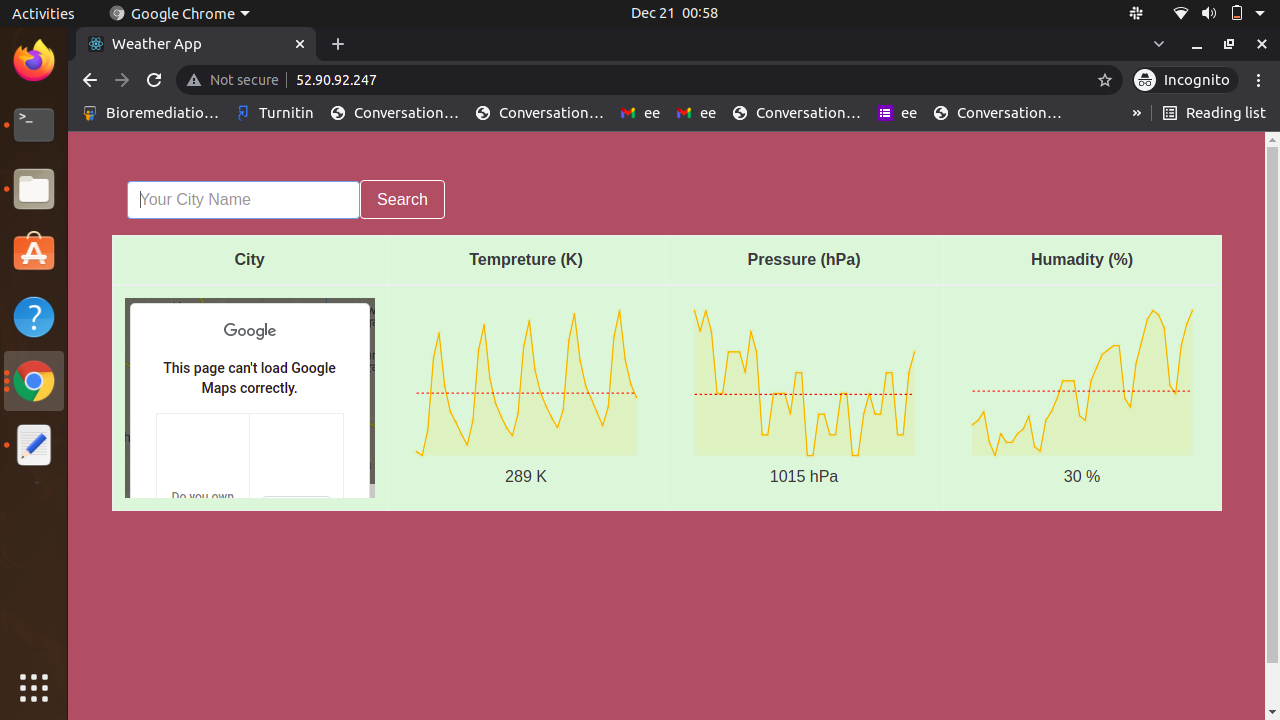 Activities
Google Chrome
Dec 21 00:58
Weather App
Not secure
52.90.92.247
Incognito
Bioremediatio…
Turnitin
Conversation…
Conversation…
ee
ee
Conversation…
ee
Conversation…
»
Reading list
Your City Name
Search
City
Tempreture (K)
Pressure (hPa)
Humadity (%)
Google
This page can't load Google
Maps correctly.
Do you own
289 K
1015 hPa
30 %